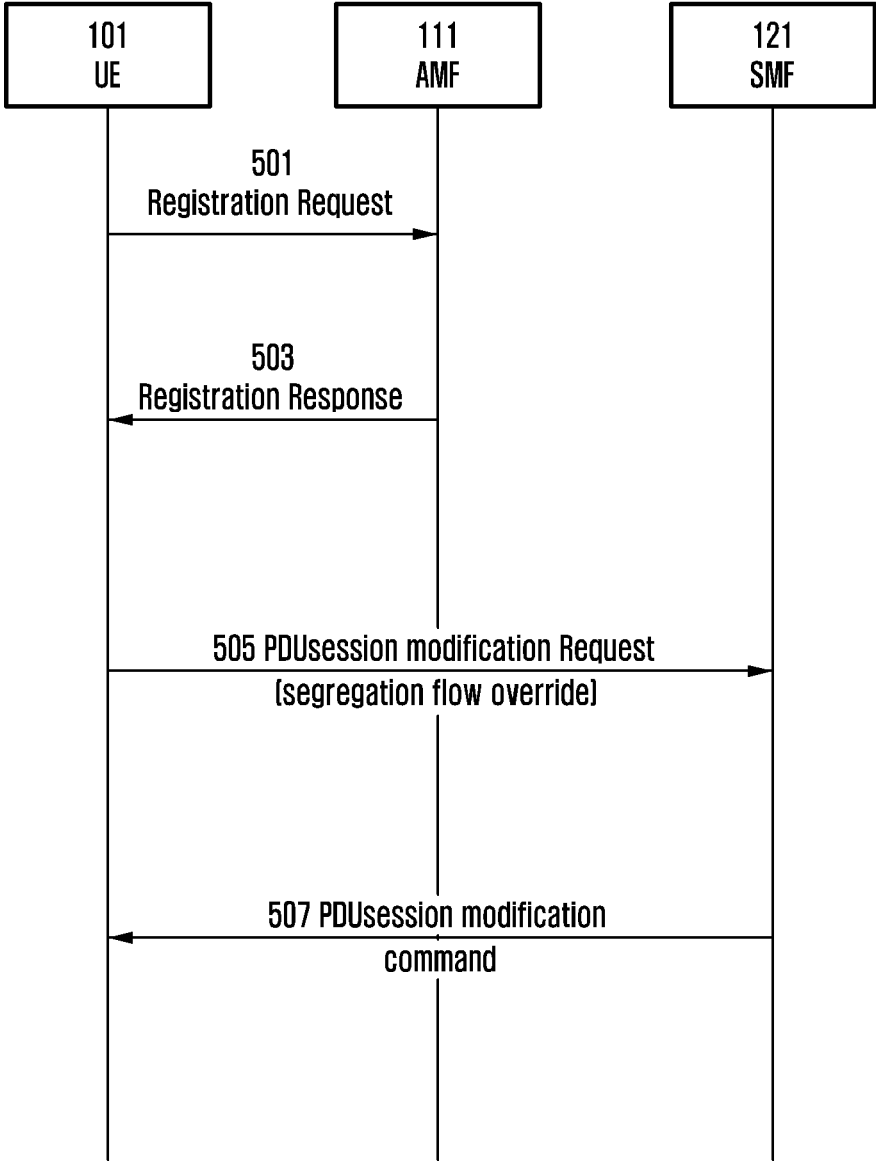 101
UE
111
AMF
121
SMF
501
Registration Request
503
Registration Response
505 PDUsession modification Request
(segregation flow override)
507 PDUsession modification
command